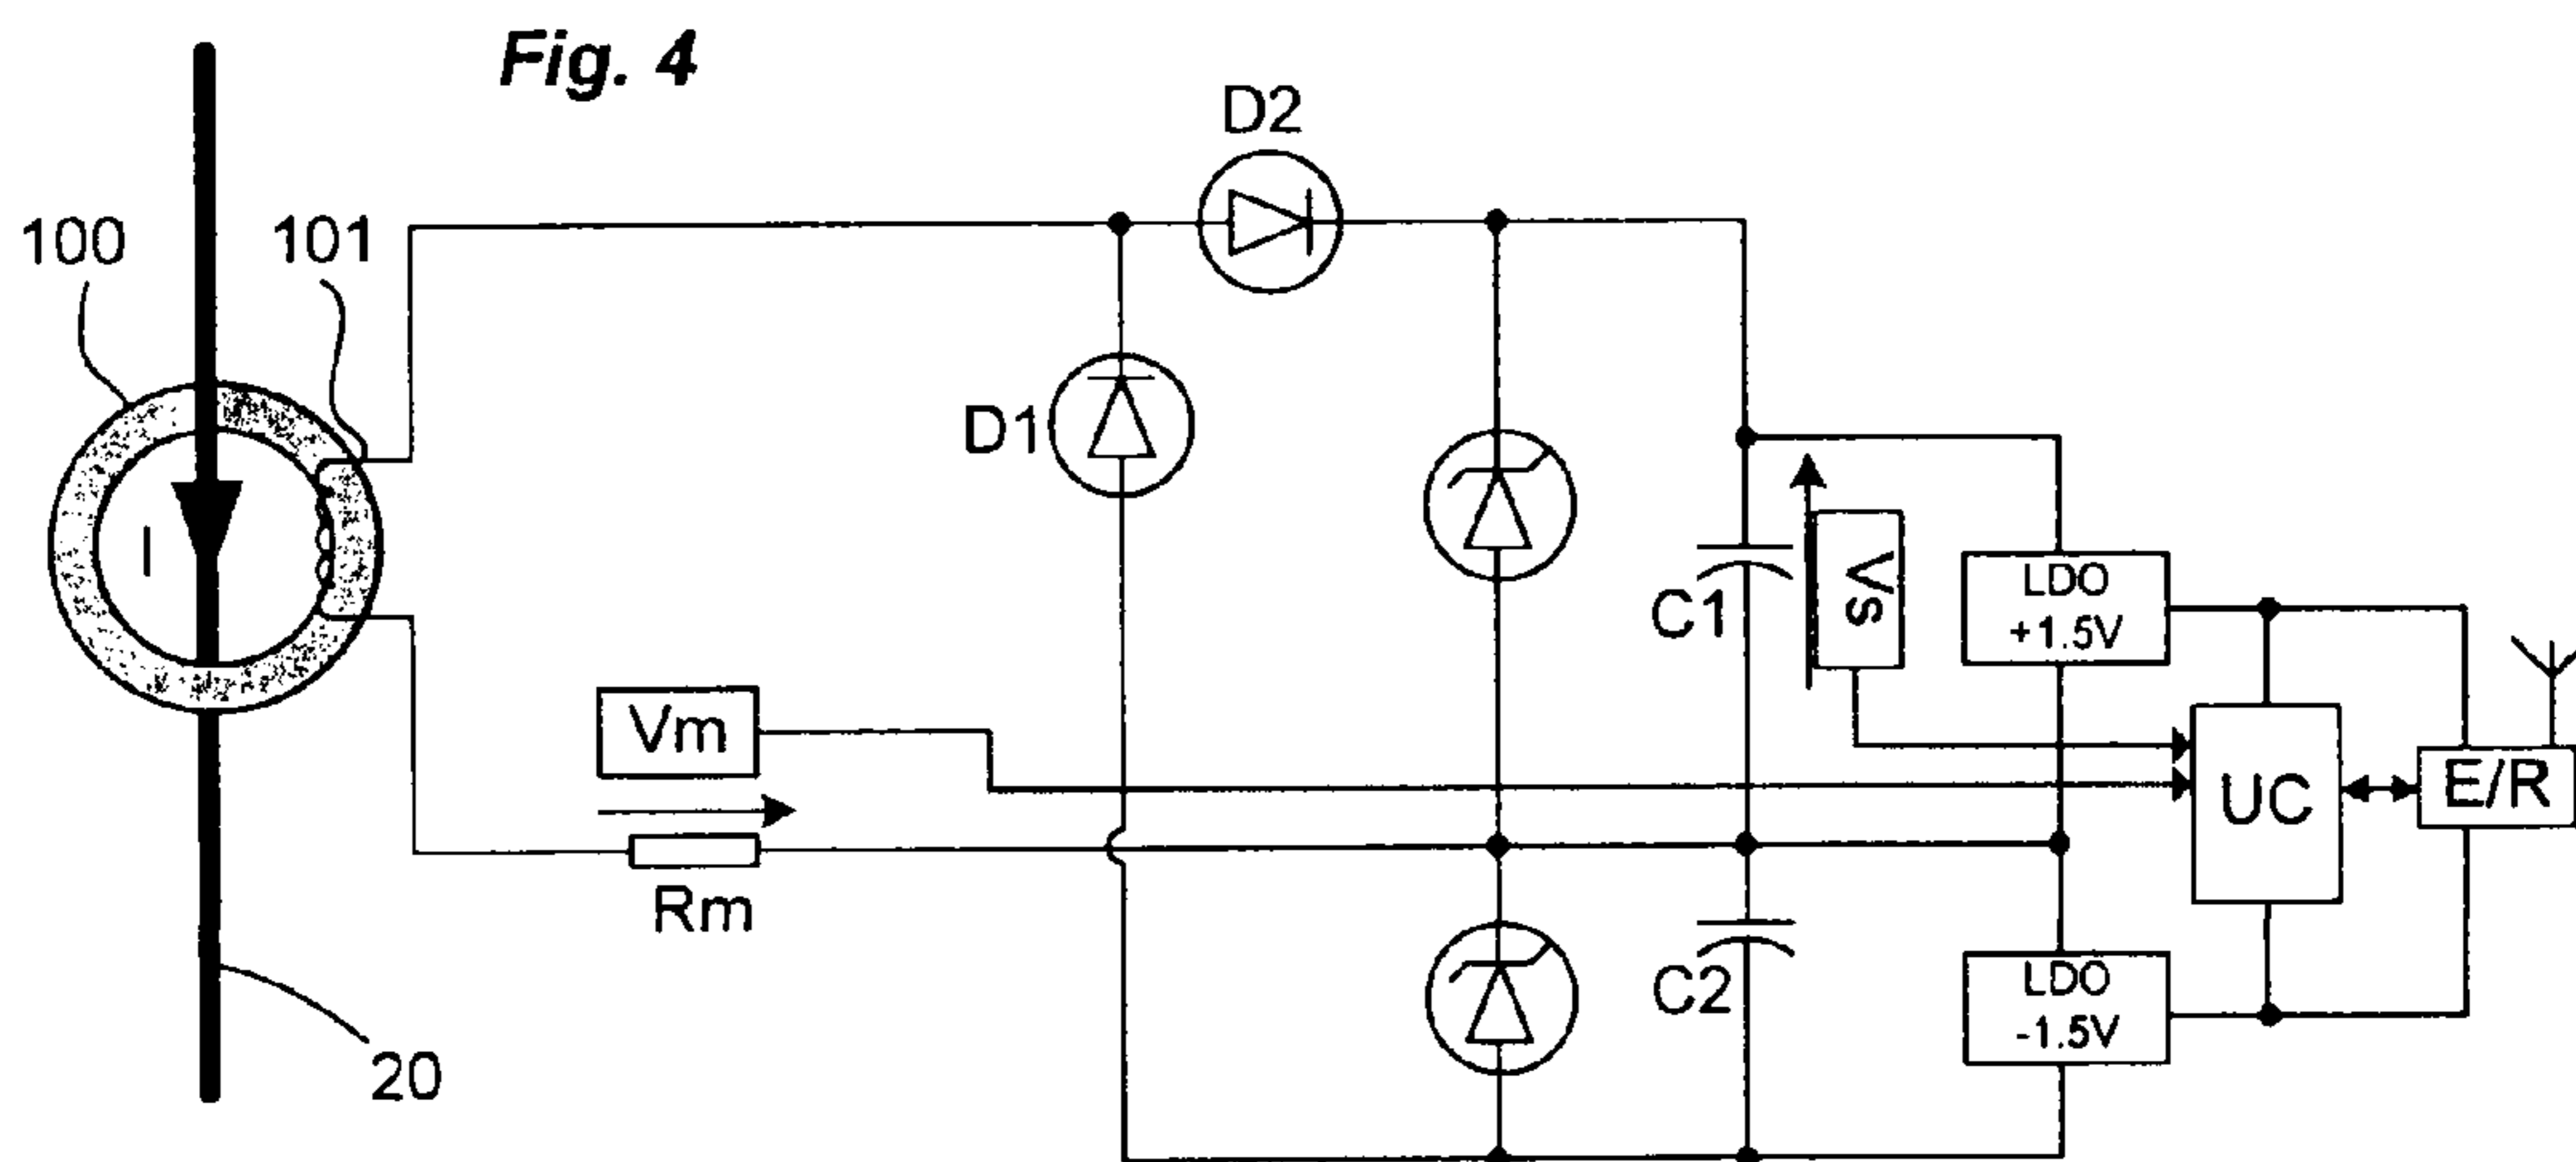 Fig. 4
D2
100
101
D1
I
C1
Vs
LDO
+1.5V
Vm
UC
E/R
Rm
C2
LDO
-1.5V
20